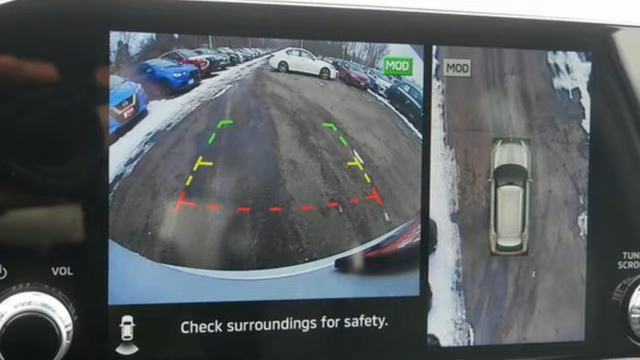 MOD
MOD
VOL
TUNE
SCROLL
Check surroundings for safety.